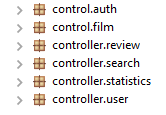 control.auth
control.film
controller.review
controller.search
controller.statistics
controller.user